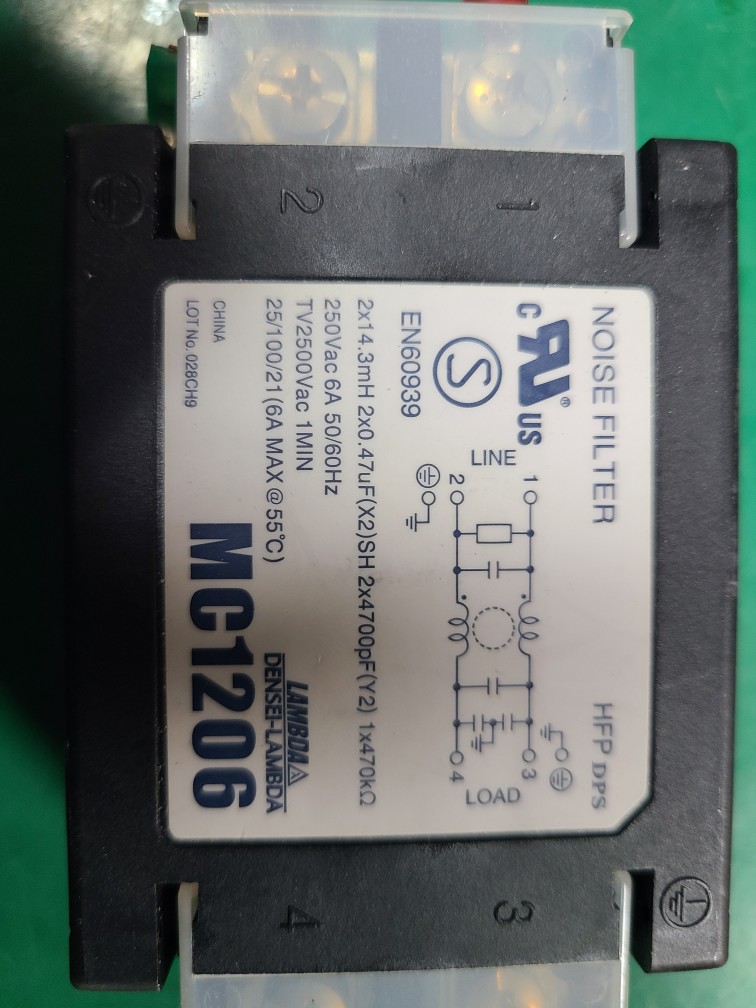 2
1
NOISE FILTER
HFP DPS
C UR® US
S
LINE
1
2
3
4
LOAD
EN60939
2x14.3mH 2x0.47uF(X2)SH 2x4700pF(Y2) 1x470kΩ
250Vac 6A 50/60Hz
TV2500Vac 1MIN
25/100/21(6A MAX@55℃)
LAMBDA
DENSEI-LAMBDA
MC1206
CHINA
LOT No. 028CH9
4
3